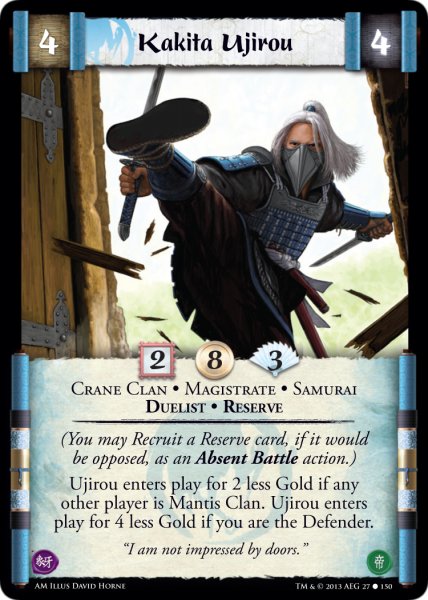 4 Kakita Ujirou 4
2 8 3
Crane Clan • Magistrate • Samurai
Duelist • Reserve
(You may Recruit a Reserve card, if it would
be opposed, as an Absent Battle action.)
Ujirou enters play for 2 less Gold if any
other player is Mantis Clan. Ujirou enters
play for 4 less Gold if you are the Defender.
“I am not impressed by doors.”
帝
AM Illus David Horne TM & © 2013 AEG 27 • 150